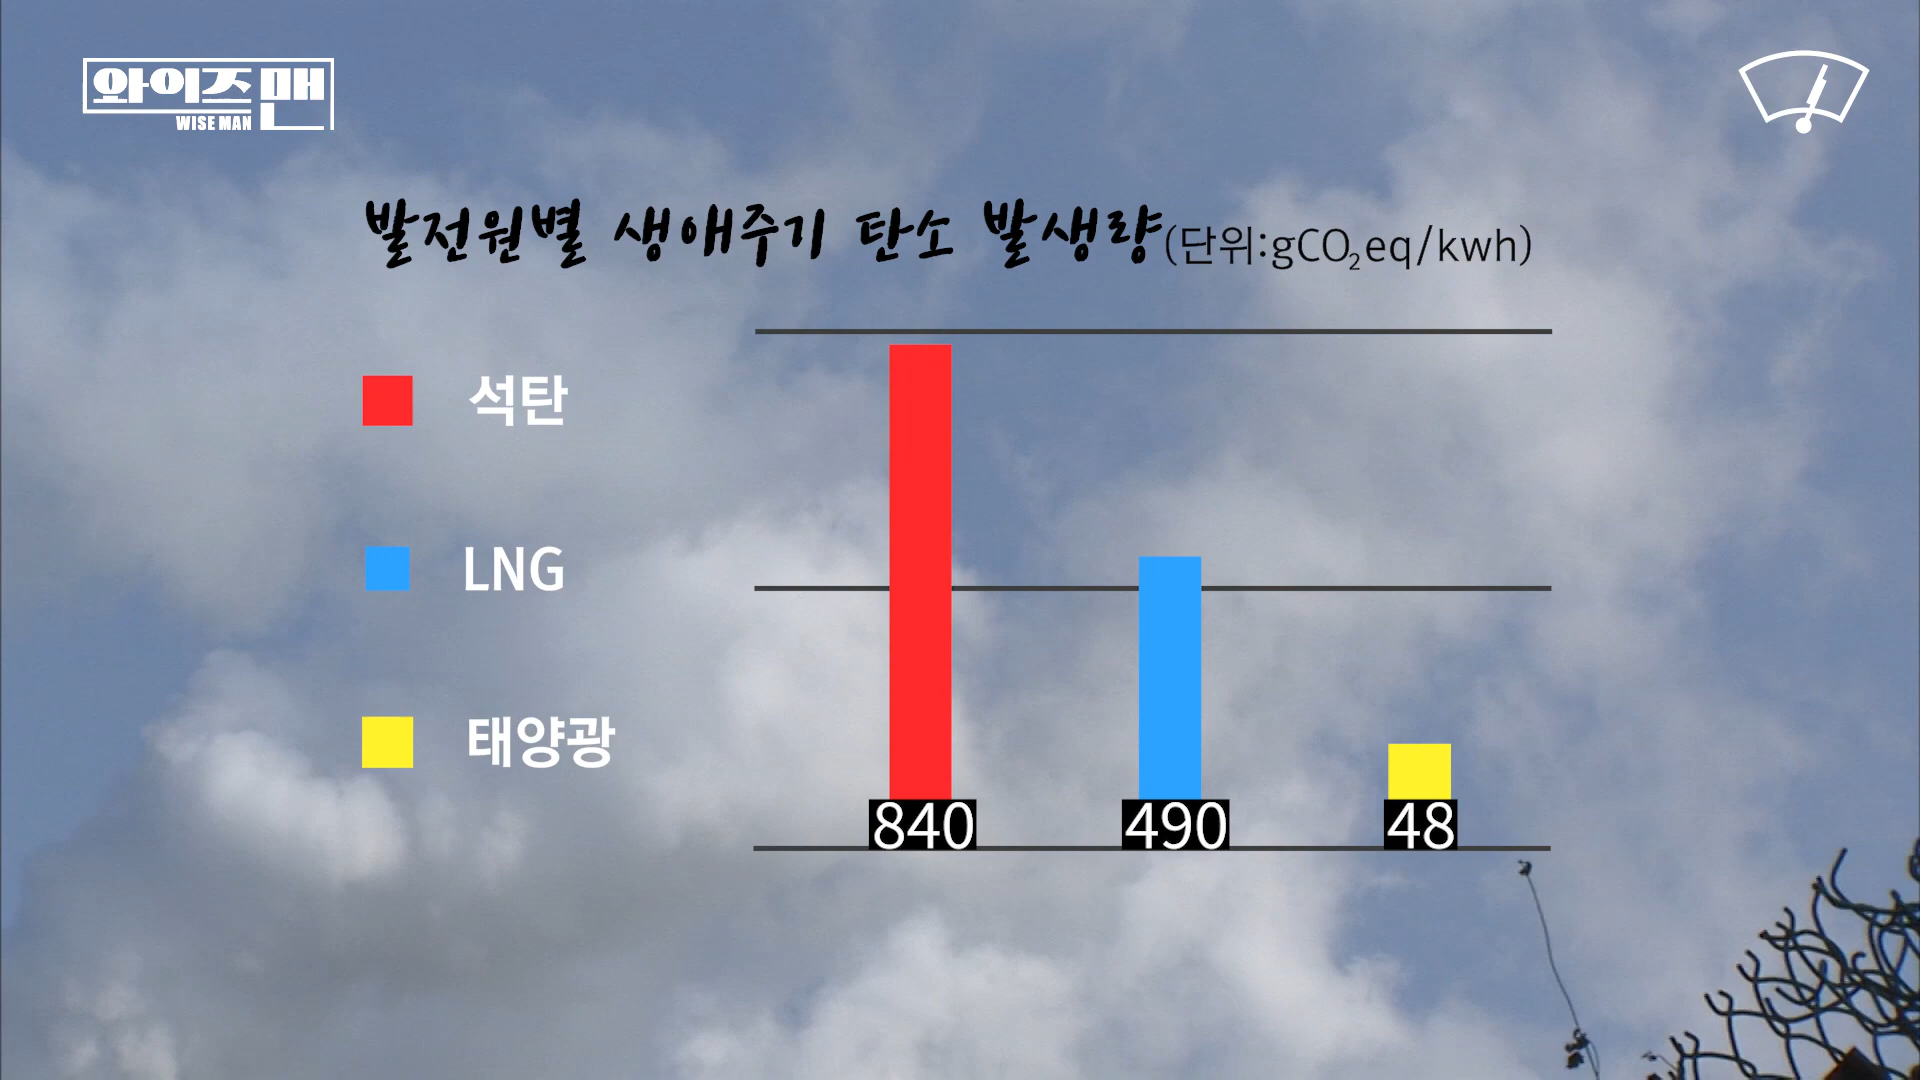 와이즈맨
WISE MAN
발전원별 생애주기 탄소 발생량(단위:gCO₂eq/kwh)
석탄
LNG
태양광
840 490 48